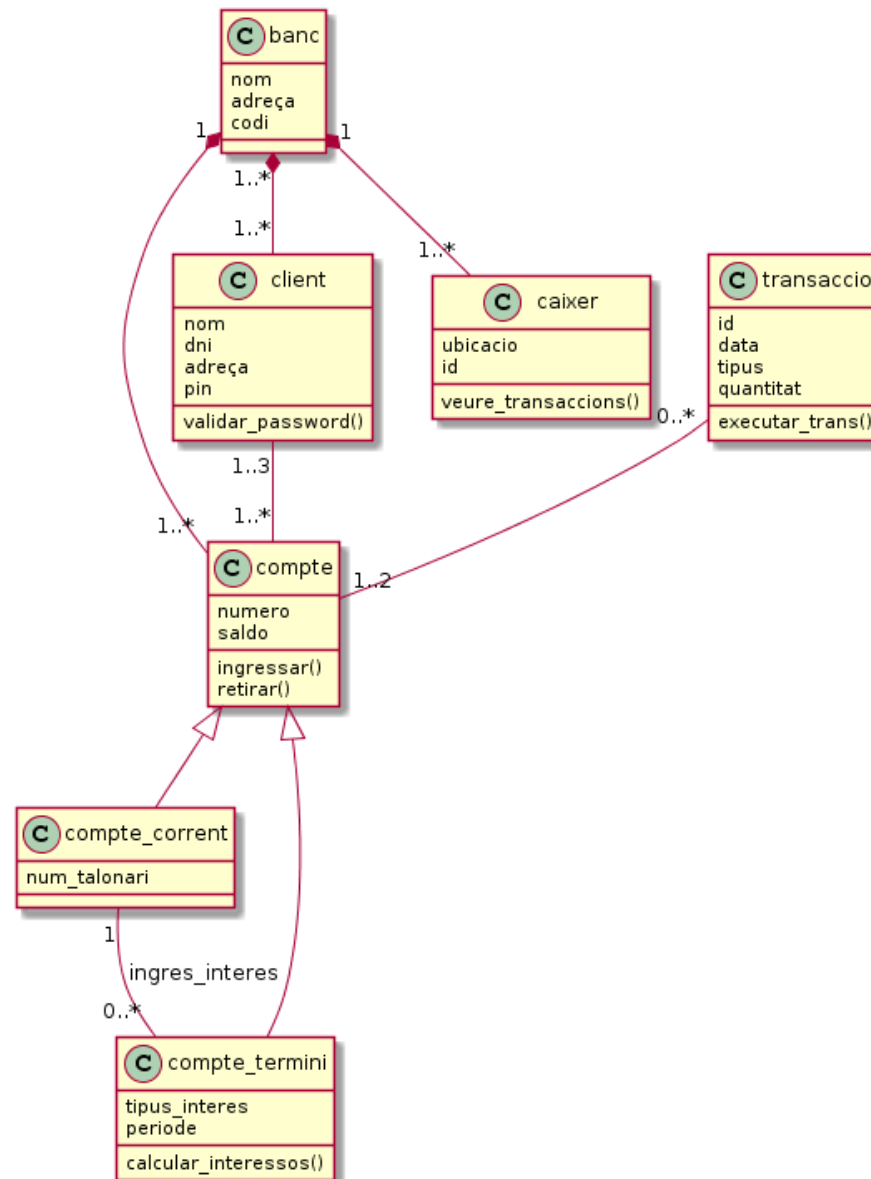 C banc
nom
adreça
codi
1
1
1..*
1..*
1..*
C client
nom
dni
adreça
pin
validar_password()
C caixer
ubicacio
id
veure_transaccions()
C transaccio
id
data
tipus
quantitat
executar_trans()
0..*
1..3
1..*
1..*
1..2
C compte
numero
saldo
ingressar()
retirar()
C compte_corrent
num_talonari
1
ingres_interes
0..*
C compte_termini
tipus_interes
periode
calcular_interessos()